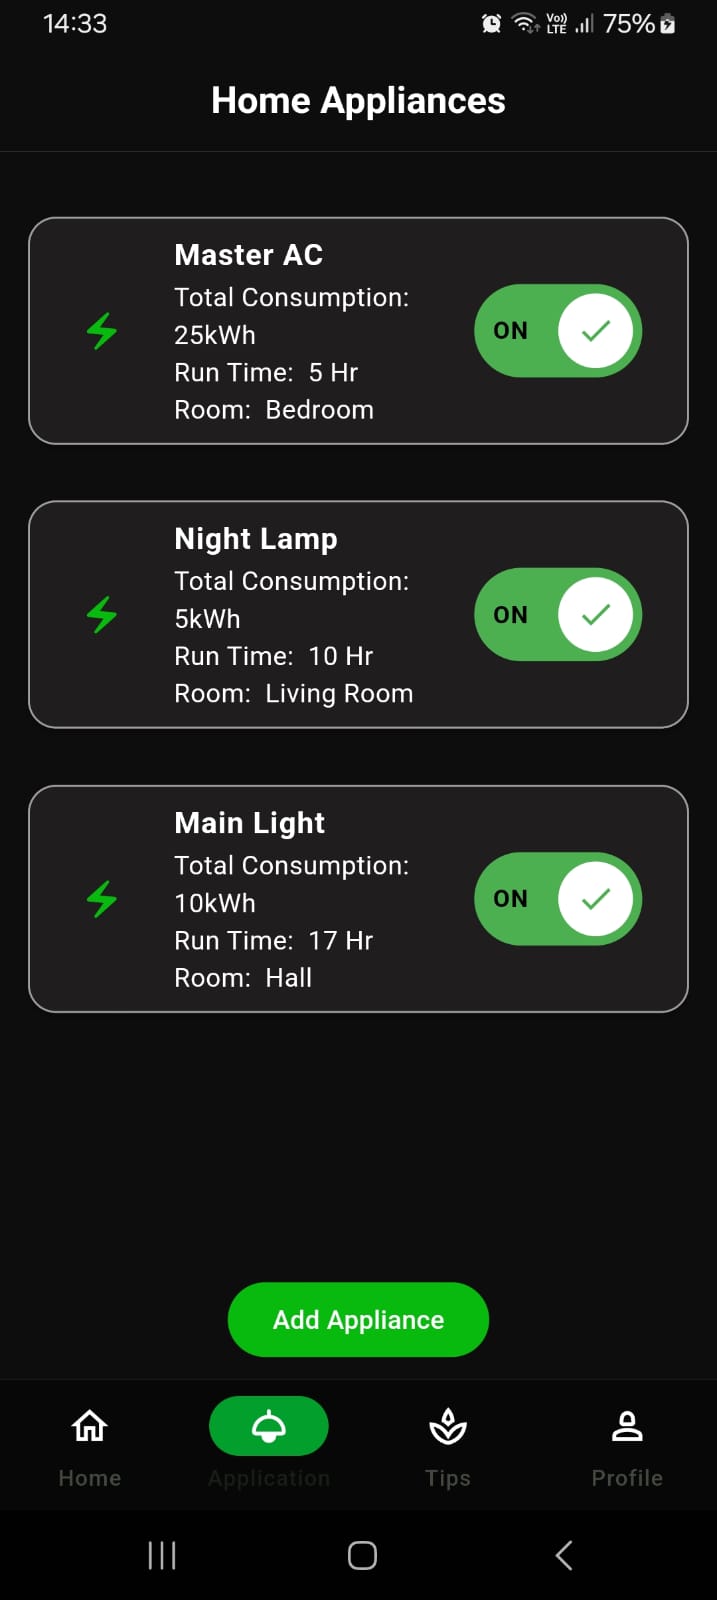 14:33 Vo)) LTE 75%
Home Appliances
Master AC
Total Consumption:
25kWh
Run Time: 5 Hr
Room: Bedroom
ON
Night Lamp
Total Consumption:
5kWh
Run Time: 10 Hr
Room: Living Room
ON
Main Light
Total Consumption:
10kWh
Run Time: 17 Hr
Room: Hall
ON
Add Appliance
Home Application Tips Profile